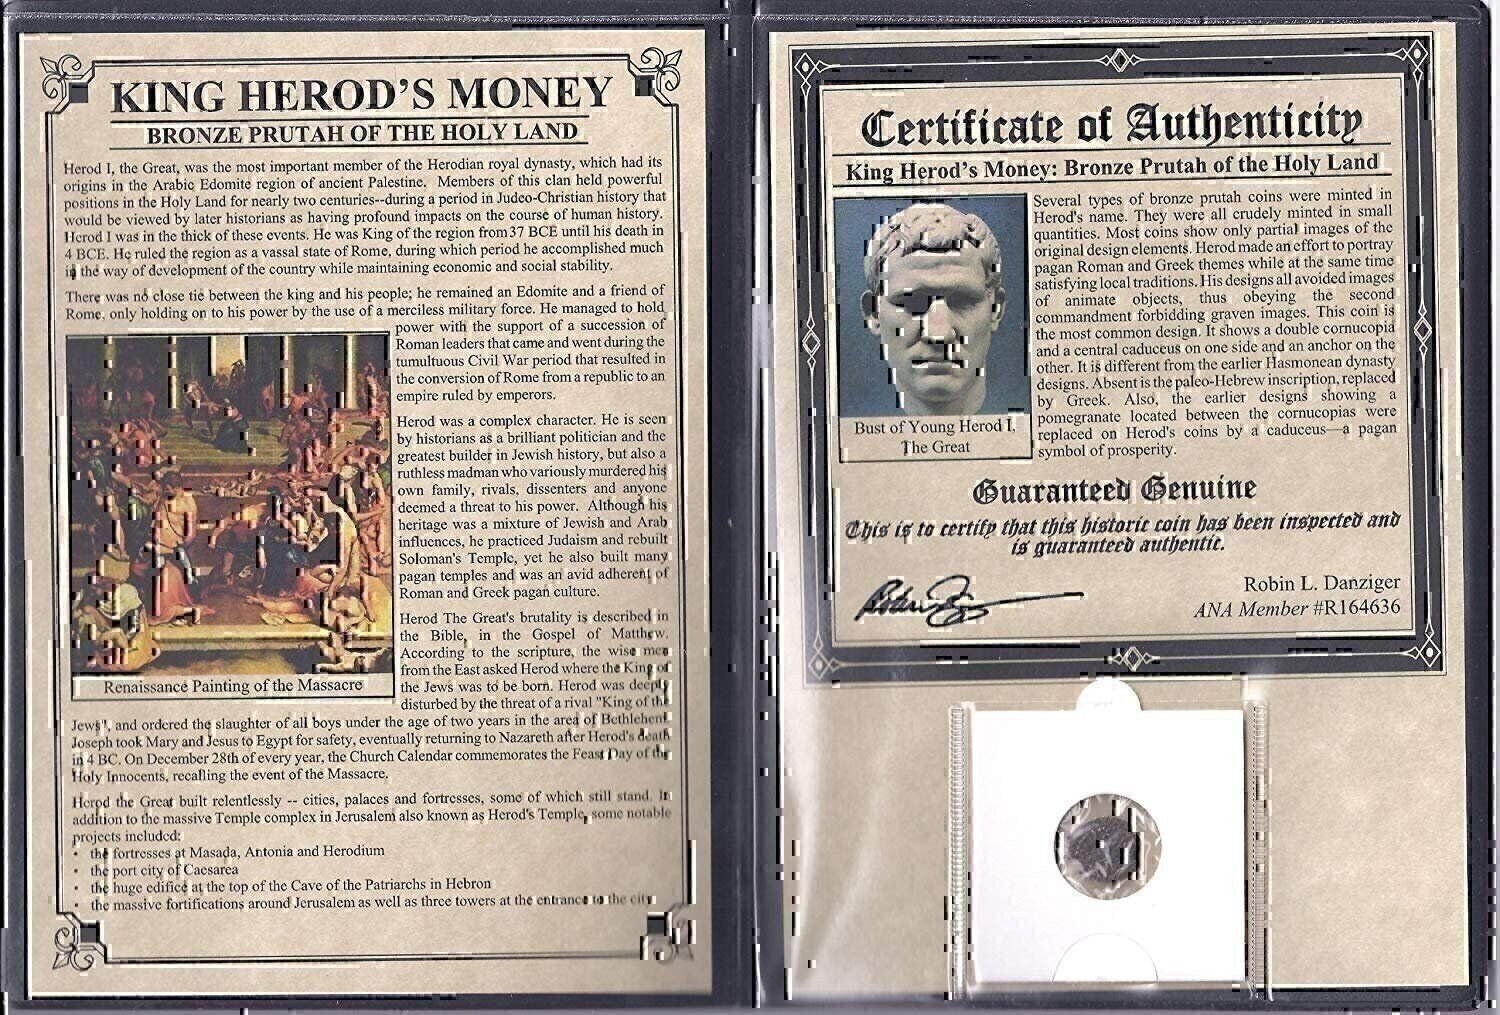 KING HEROD'S MONEY
BRONZE PRUTAH OF THE HOLY LAND
Herod I, the Great, was the most important member of the Herodian royal dynasty, which had its
origins in the Arabic Edomite region of ancient Palestine. Members of this clan held powerful
positions in the Holy Land for nearly two centuries--during a period in Judeo-Christian history that
would be viewed by later historians as having profound impacts on the course of human history.
Herod I was in the thick of these events. He was King of the region from 37 BCE until his death in
4 BCE. He ruled the region as a vassal state of Rome, during which period he accomplished much
in the way of development of the country while maintaining economic and social stability.
There was no close tie between the king and his people; he remained an Edomite and a friend of
Rome, only holding on to his power by the use of a merciless military force. He managed to hold
power with the support of a succession of
Roman leaders that came and went during the
tumultuous Civil War period that resulted in
the conversion of Rome from a republic to an
empire ruled by emperors.
Herod was a complex character. He is seen
by historians as a brilliant politician and the
greatest builder in Jewish history, but also a
ruthless madman who variously murdered his
own family, rivals, dissenters and anyone
deemed a threat to his power. Although his
heritage was a mixture of Jewish and Arab
influences, he practiced Judaism and rebuilt
Soloman's Temple, yet he also built many
pagan temples and was an avid adherent of
Roman and Greek pagan culture.
Herod The Great's brutality is described in
the Bible, in the Gospel of Matthew.
According to the scripture, the wise men
from the East asked Herod where the King of
the Jews was to be born. Herod was deeply
disturbed by the threat of a rival "King of the
Jews", and ordered the slaughter of all boys under the age of two years in the area of Bethlehem.
Joseph took Mary and Jesus to Egypt for safety, eventually returning to Nazareth after Herod's death
in 4 BC. On December 28th of every year, the Church Calendar commemorates the Feast Day of the
Holy Innocents, recalling the event of the Massacre.
Renaissance Painting of the Massacre
Herod the Great built relentlessly -- cities, palaces and fortresses, some of which still stand. In
addition to the massive Temple complex in Jerusalem also known as Herod's Temple, some notable
projects included:
• the fortresses at Masada, Antonia and Herodium
• the port city of Caesarea
• the huge edifice at the top of the Cave of the Patriarchs in Hebron
• the massive fortifications around Jerusalem as well as three towers at the entrance to the city
Certificate of Authenticity
King Herod's Money: Bronze Prutah of the Holy Land
Several types of bronze prutah coins were minted in
Herod's name. They were all crudely minted in small
quantities. Most coins show only partial images of the
original design elements. Herod made an effort to portray
pagan Roman and Greek themes while at the same time
satisfying local traditions. His designs all avoided images
of animate objects, thus obeying the second
commandment forbidding graven images. This coin is
the most common design. It shows a double cornucopia
and a central caduceus on one side and an anchor on the
other. It is different from the earlier Hasmonean dynasty
designs. Absent is the paleo-Hebrew inscription, replaced
by Greek. Also, the earlier designs showing a
pomegranate located between the cornucopias were
replaced on Herod's coins by a caduceus—a pagan
symbol of prosperity.
Bust of Young Herod I,
The Great
Guaranteed Genuine
This is to certify that this historic coin has been inspected and
is guaranteed authentic.
Robin L. Danziger
ANA Member #R164636